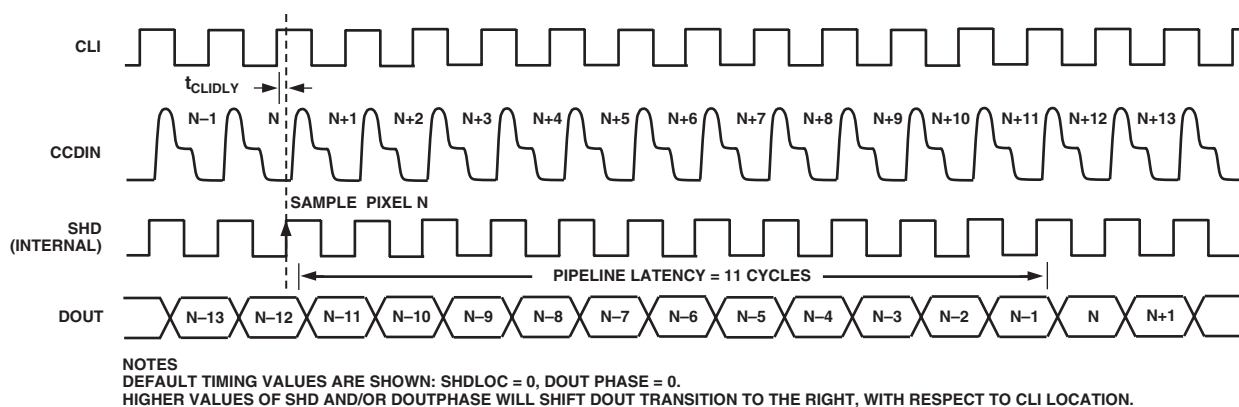 CLI
tCLIDLY
N–1 N N+1 N+2 N+3 N+4 N+5 N+6 N+7 N+8 N+9 N+10 N+11 N+12 N+13
CCDIN
SAMPLE PIXEL N
SHD
(INTERNAL)
PIPELINE LATENCY = 11 CYCLES
DOUT N–13 N–12 N–11 N–10 N–9 N–8 N–7 N–6 N–5 N–4 N–3 N–2 N–1 N N+1
NOTES
DEFAULT TIMING VALUES ARE SHOWN: SHDLOC = 0, DOUT PHASE = 0.
HIGHER VALUES OF SHD AND/OR DOUTPHASE WILL SHIFT DOUT TRANSITION TO THE RIGHT, WITH RESPECT TO CLI LOCATION.